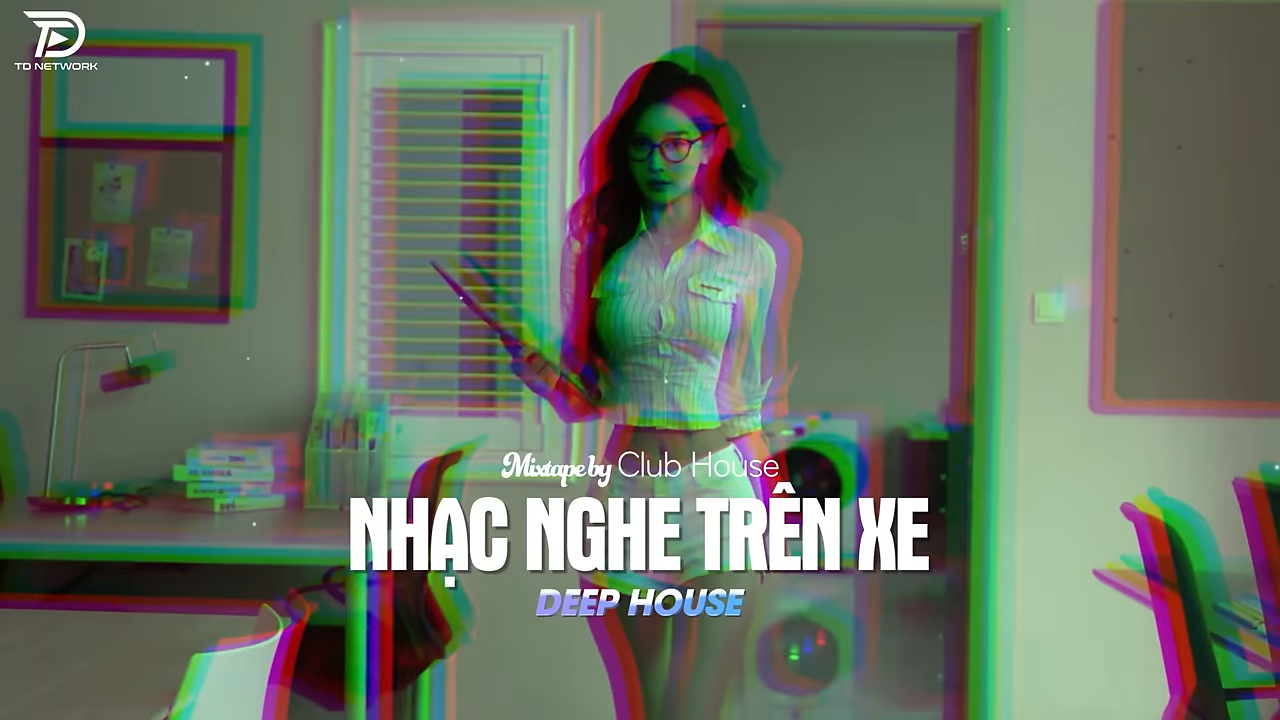 TD NETWORK
Mixtape by Club House
NHẠC NGHE TRÊN XE
DEEP HOUSE